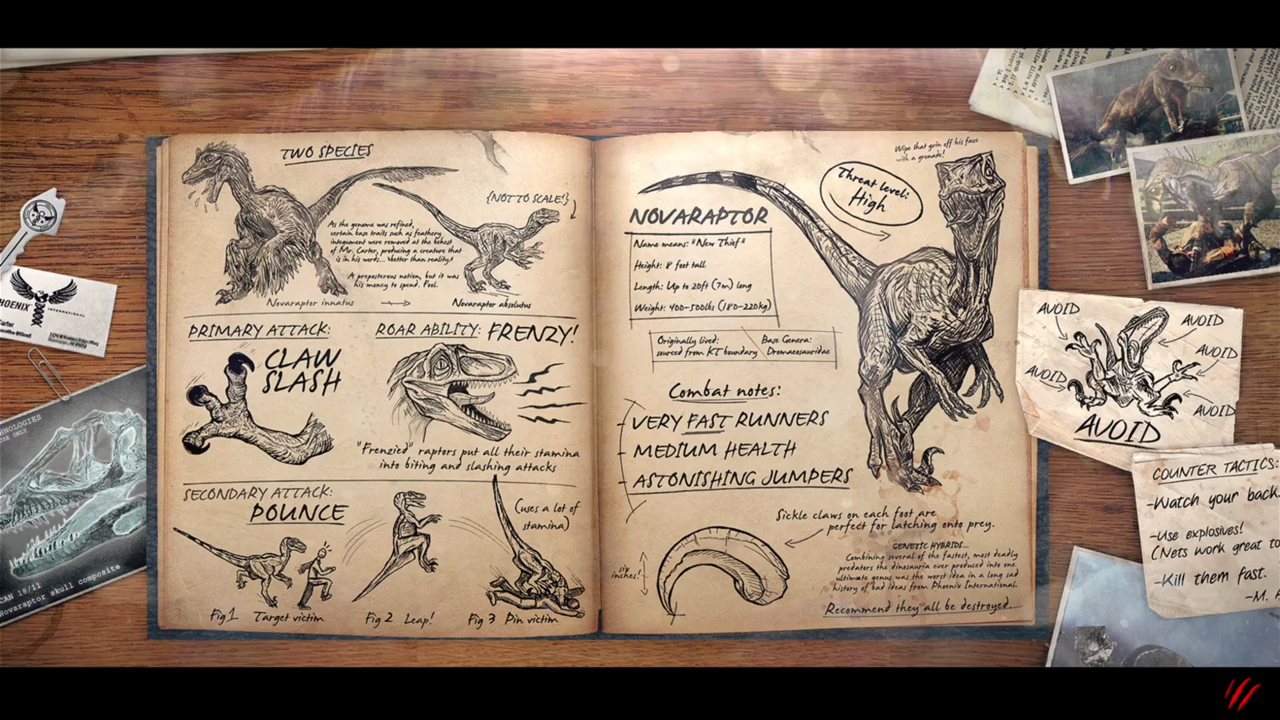 TWO SPECIES
{NOT TO SCALE!}
As the genome was refined,
certain base traits such as feathery
integument were removed at the behest
of Mr. Carter, producing a creature that
is in his words... "better than reality."
A preposterous notion, but it was
his money to spend. Fool.
Novaraptor innatus
Novaraptor absolutus
PRIMARY ATTACK:
CLAW
SLASH
ROAR ABILITY: FRENZY!
"Frenzied" raptors put all their stamina
into biting and slashing attacks
SECONDARY ATTACK:
POUNCE
(uses a lot of
stamina)
Fig 1 Target victim
Fig 2 Leap!
Fig 3 Pin victim
Wipe that grin off his face
with a grenade!
Threat level:
High
NOVARAPTOR
Name means: "New Thief"
Height: 8 foot tall
Length: Up to 20ft (7m) long
Weight: 400-500lbs (180-220kg)
Originally lived:
sourced from KT boundary
Base Genera:
Dromaeosauridae
Combat notes:
- VERY FAST RUNNERS
- MEDIUM HEALTH
- ASTONISHING JUMPERS
Sickle claws on each foot are
perfect for latching onto prey.
six
inches!
GENETIC HYBRIDS...
Combining several of the fastest, most deadly
predators the dinosauria ever produced into one
ultimate genus was the worst idea in a long sad
history of bad ideas from Phoenix International.
Recommend they all be destroyed...
HOENIX
INTERNATIONAL
Carter
HNOLOGIES
USE ONLY
CAN 18/11
Novaraptor skull composite
AVOID
AVOID
AVOID
AVOID
AVOID
AVOID
COUNTER TACTICS:
-Watch your back
-Use explosives!
(Nets work great to
-Kill them fast.
-M.